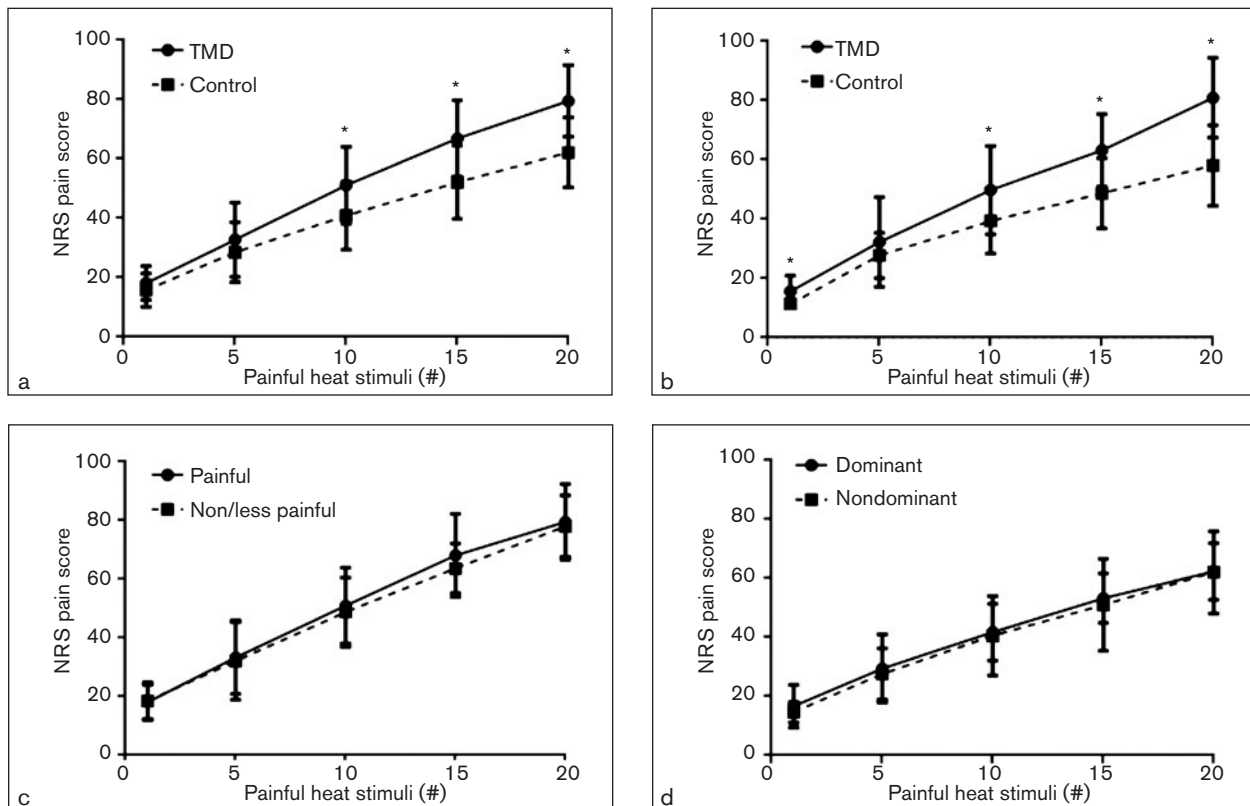 100
80
60
40
20
0
NRS pain score
TMD
Control
*
*
*
0 5 10 15 20
Painful heat stimuli (#)
a
100
80
60
40
20
0
NRS pain score
TMD
Control
*
*
*
*
0 5 10 15 20
Painful heat stimuli (#)
b
100
80
60
40
20
0
NRS pain score
Painful
Non/less painful
0 5 10 15 20
Painful heat stimuli (#)
c
100
80
60
40
20
0
NRS pain score
Dominant
Nondominant
0 5 10 15 20
Painful heat stimuli (#)
d